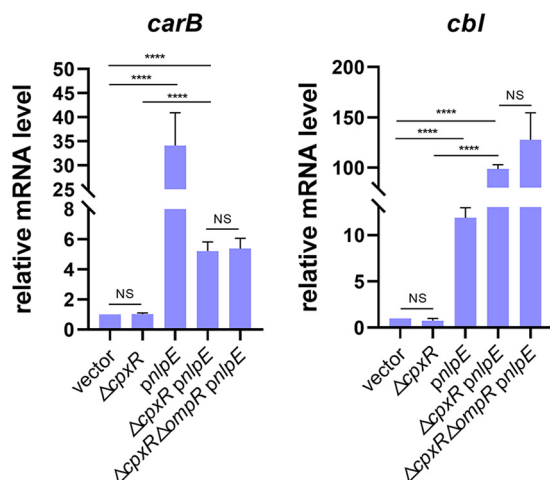 carB
relative mRNA level
50
45
40
35
30
25
8
6
4
2
0
****
****
****
NS
NS
vector
ΔcpxR
pnlpE
ΔcpxR pnlpE
ΔcpxRΔompR pnlpE
cbl
relative mRNA level
200
150
100
10
5
0
NS
****
****
****
NS
vector
ΔcpxR
pnlpE
ΔcpxR pnlpE
ΔcpxRΔompR pnlpE